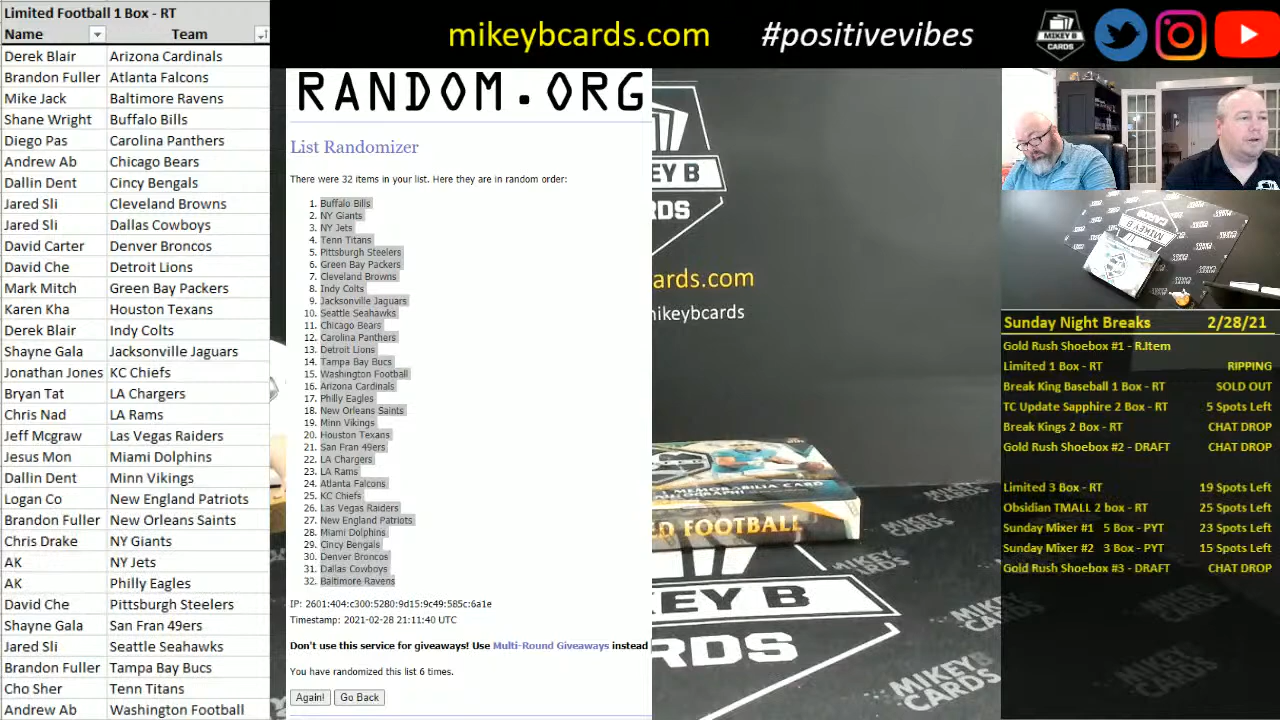 Limited Football 1 Box - RT
Name Team
Derek Blair Arizona Cardinals
Brandon Fuller Atlanta Falcons
Mike Jack Baltimore Ravens
Shane Wright Buffalo Bills
Diego Pas Carolina Panthers
Andrew Ab Chicago Bears
Dallin Dent Cincy Bengals
Jared Sli Cleveland Browns
Jared Sli Dallas Cowboys
David Carter Denver Broncos
David Che Detroit Lions
Mark Mitch Green Bay Packers
Karen Kha Houston Texans
Derek Blair Indy Colts
Shayne Gala Jacksonville Jaguars
Jonathan Jones KC Chiefs
Bryan Tat LA Chargers
Chris Nad LA Rams
Jeff Mcgraw Las Vegas Raiders
Jesus Mon Miami Dolphins
Dallin Dent Minn Vikings
Logan Co New England Patriots
Brandon Fuller New Orleans Saints
Chris Drake NY Giants
AK NY Jets
AK Philly Eagles
David Che Pittsburgh Steelers
Shayne Gala San Fran 49ers
Jared Sli Seattle Seahawks
Brandon Fuller Tampa Bay Bucs
Cho Sher Tenn Titans
Andrew Ab Washington Football
mikeybcards.com #positivevibes
MIKEY B
CARDS
RANDOM.ORG
List Randomizer
There were 32 items in your list. Here they are in random order:
1. Buffalo Bills
2. NY Giants
3. NY Jets
4. Tenn Titans
5. Pittsburgh Steelers
6. Green Bay Packers
7. Cleveland Browns
8. Indy Colts
9. Jacksonville Jaguars
10. Seattle Seahawks
11. Chicago Bears
12. Carolina Panthers
13. Detroit Lions
14. Tampa Bay Bucs
15. Washington Football
16. Arizona Cardinals
17. Philly Eagles
18. New Orleans Saints
19. Minn Vikings
20. Houston Texans
21. San Fran 49ers
22. LA Chargers
23. LA Rams
24. Atlanta Falcons
25. KC Chiefs
26. Las Vegas Raiders
27. New England Patriots
28. Miami Dolphins
29. Cincy Bengals
30. Denver Broncos
31. Dallas Cowboys
32. Baltimore Ravens
IP: 2601:404:c300:5280:9d15:9c49:585c:6a1e
Timestamp: 2021-02-28 21:11:40 UTC
Don't use this service for giveaways! Use Multi-Round Giveaways instead
You have randomized this list 6 times.
Again! Go Back
EY B
RDS
ards.com
mikeybcards
MEMORABILIA CARD
ED FOOTBALL
EY B
RDS
MIKEY B
CARDS
Sunday Night Breaks 2/28/21
Gold Rush Shoebox #1 - R.Item
Limited 1 Box - RT RIPPING
Break King Baseball 1 Box - RT SOLD OUT
TC Update Sapphire 2 Box - RT 5 Spots Left
Break Kings 2 Box - RT CHAT DROP
Gold Rush Shoebox #2 - DRAFT CHAT DROP
Limited 3 Box - RT 19 Spots Left
Obsidian TMALL 2 box - RT 25 Spots Left
Sunday Mixer #1 5 Box - PYT 23 Spots Left
Sunday Mixer #2 3 Box - PYT 15 Spots Left
Gold Rush Shoebox #3 - DRAFT CHAT DROP